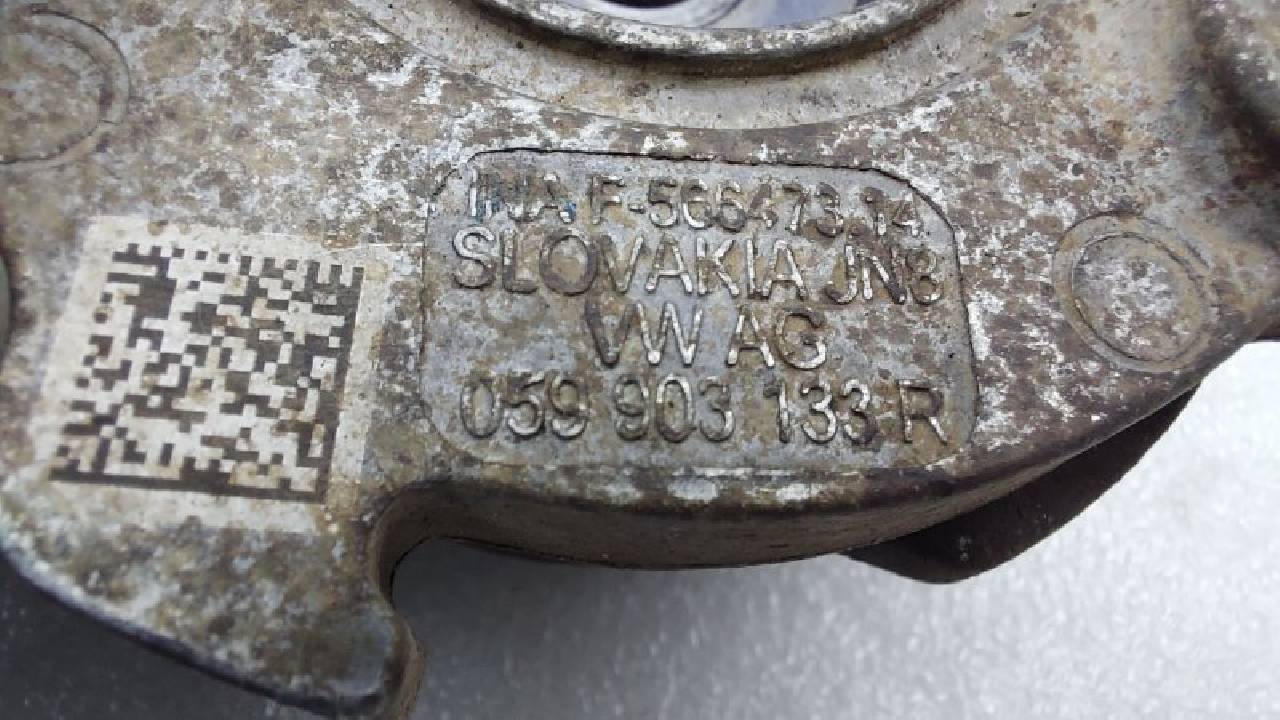 INA F-566473.14
SLOVAKIA JN8
VW AG
059 903 133 R